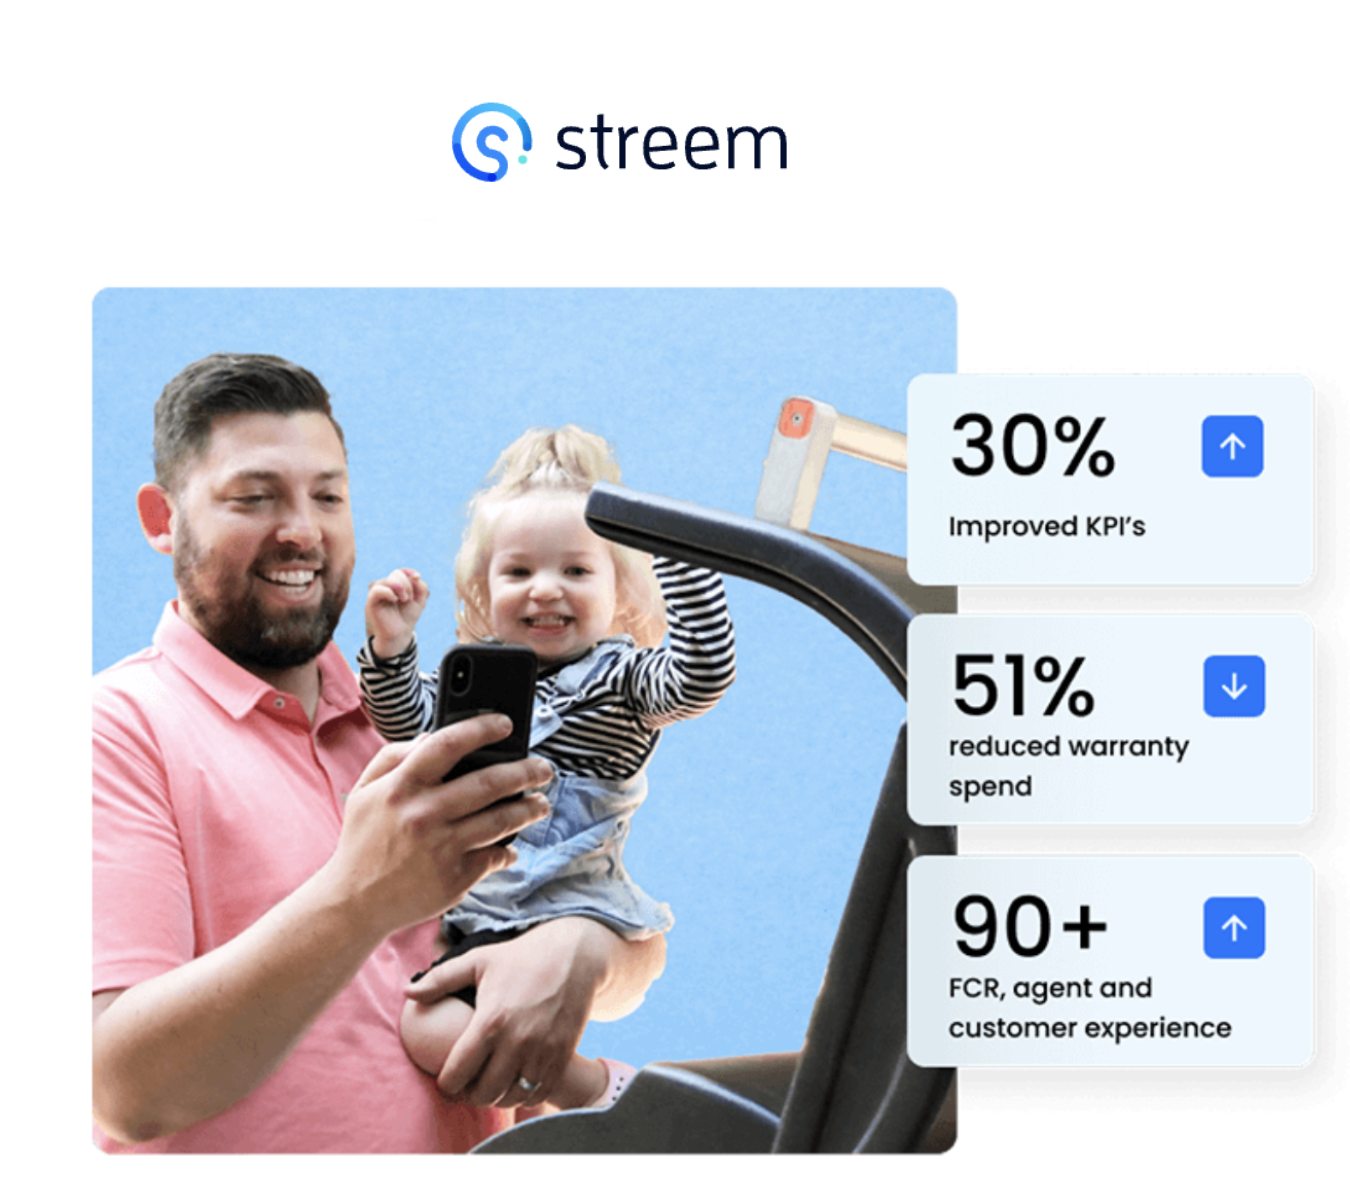 streem
30%
Improved KPI’s
51%
reduced warranty
spend
90+
FCR, agent and
customer experience